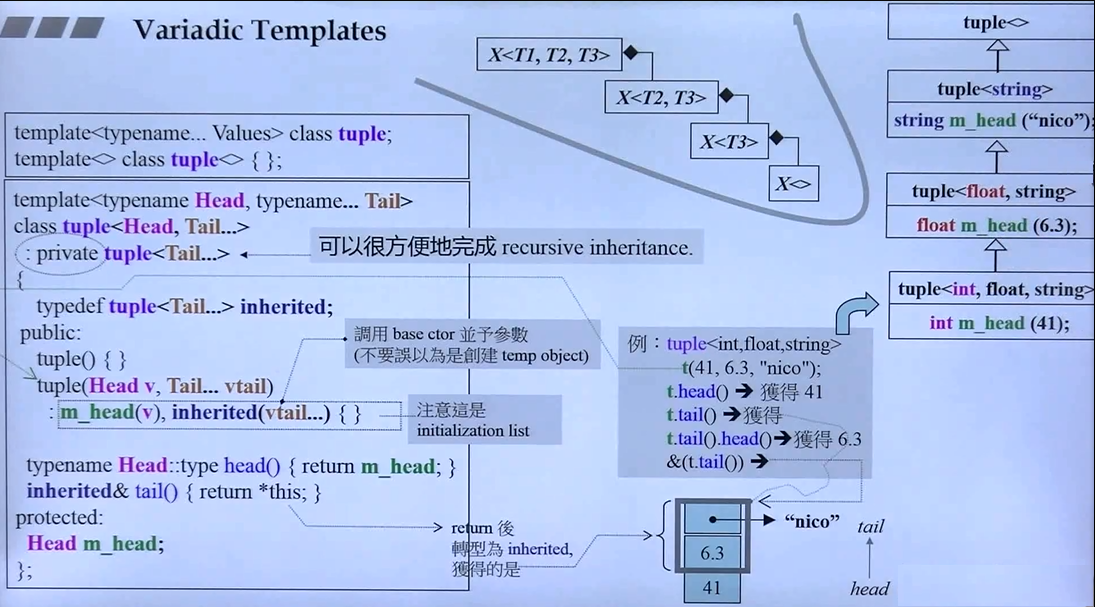 Variadic Templates
X<T1, T2, T3>
X<T2, T3>
X<T3>
X<>
tuple<>
tuple<string>
string m_head (“nico”);
tuple<float, string>
float m_head (6.3);
tuple<int, float, string>
int m_head (41);
template<typename... Values> class tuple;
template<> class tuple<> { };
template<typename Head, typename... Tail>
class tuple<Head, Tail...>
: private tuple<Tail...>
{
typedef tuple<Tail...> inherited;
public:
tuple() { }
tuple(Head v, Tail... vtail)
: m_head(v), inherited(vtail...) { }
typename Head::type head() { return m_head; }
inherited& tail() { return *this; }
protected:
Head m_head;
};
可以很方便地完成 recursive inheritance.
調用 base ctor 並予參數
(不要誤以為是創建 temp object)
注意這是
initialization list
例：tuple<int,float,string>
t(41, 6.3, "nico");
t.head() ➔ 獲得 41
t.tail() ➔獲得
t.tail().head()➔獲得 6.3
&(t.tail()) ➔
return 後
轉型為 inherited,
獲得的是
“nico”
6.3
41
tail
head